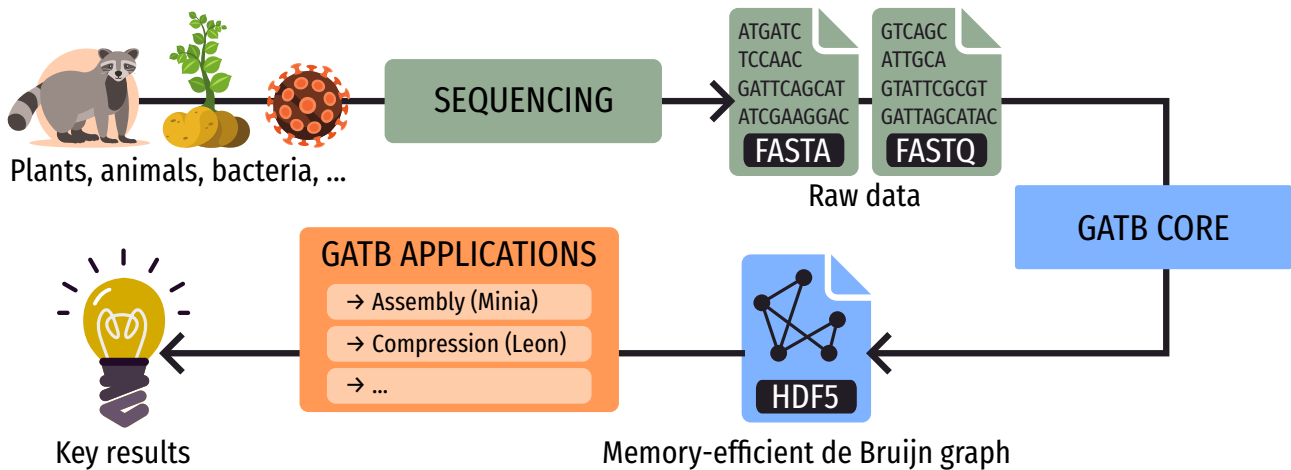 SEQUENCING
ATGATC
TCCAAC
GATTCAGCAT
ATCGAAGGAC
FASTA
GTCAGC
ATTGCA
GTATTCGCGT
GATTAGCATAC
FASTQ
Plants, animals, bacteria, ...
Raw data
GATB CORE
GATB APPLICATIONS
→ Assembly (Minia)
→ Compression (Leon)
→ ...
HDF5
Key results
Memory-efficient de Bruijn graph